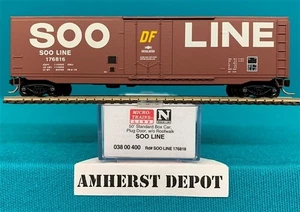 SOO LINE
DF
SOO LINE
176816
MICRO-TRAINS LINE
N
50' Standard Box Car,
Plug Door, w/o Roofwalk
SOO LINE
038 00 400 Rd# SOO LINE 176816
AMHERST DEPOT